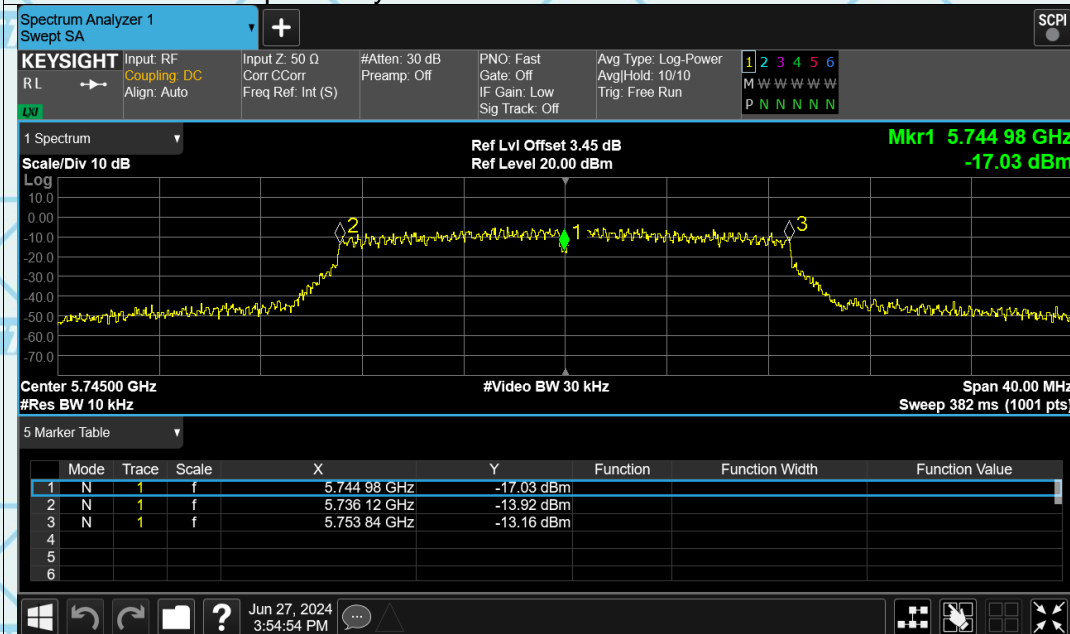 Spectrum Analyzer 1
Swept SA
+
SCPI
KEYSIGHT Input: RF Input Z: 50 Ω #Atten: 30 dB PNO: Fast Avg Type: Log-Power 1 2 3 4 5 6
RL Coupling: DC Corr CCorr Preamp: Off Gate: Off Avg|Hold: 10/10 M W W W W W
Align: Auto Freq Ref: Int (S) IF Gain: Low Trig: Free Run
LXI Sig Track: Off P N N N N N
1 Spectrum
Ref Lvl Offset 3.45 dB Mkr1 5.744 98 GHz
Scale/Div 10 dB Ref Level 20.00 dBm -17.03 dBm
Log
10.0
0.00
-10.0
-20.0
-30.0
-40.0
-50.0
-60.0
-70.0
2 1 3
Center 5.74500 GHz #Video BW 30 kHz Span 40.00 MHz
#Res BW 10 kHz Sweep 382 ms (1001 pts)
5 Marker Table
Mode Trace Scale X Y Function Function Width Function Value
1 N 1 f 5.744 98 GHz -17.03 dBm
2 N 1 f 5.736 12 GHz -13.92 dBm
3 N 1 f 5.753 84 GHz -13.16 dBm
4
5
6
?
Jun 27, 2024
3:54:54 PM